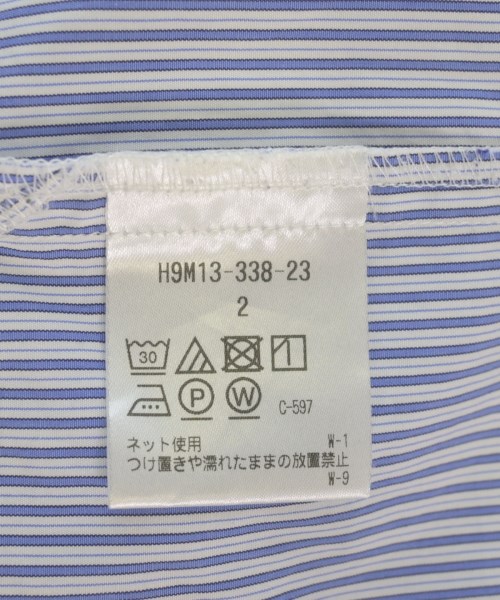 H9M13-338-23
2
30
P W C-597
ネット使用 W-1
つけ置きや濡れたままの放置禁止
W-9